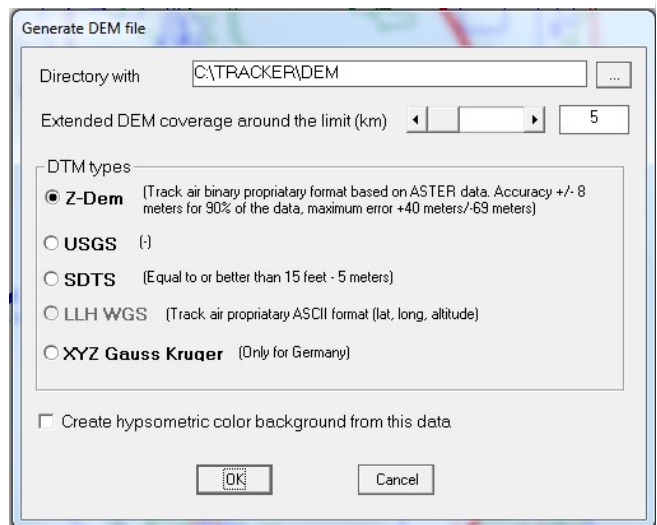 Generate DEM file
Directory with C:\TRACKER\DEM ...
Extended DEM coverage around the limit (km) 5
DTM types
Z-Dem (Track air binary propriatary format based on ASTER data. Accuracy +/- 8
meters for 90% of the data, maximum error +40 meters/-69 meters)
USGS (-)
SDTS (Equal to or better than 15 feet - 5 meters)
LLH WGS (Track air propriatary ASCII format (lat, long, altitude)
XYZ Gauss Kruger (Only for Germany)
Create hypsometric color background from this data
OK Cancel